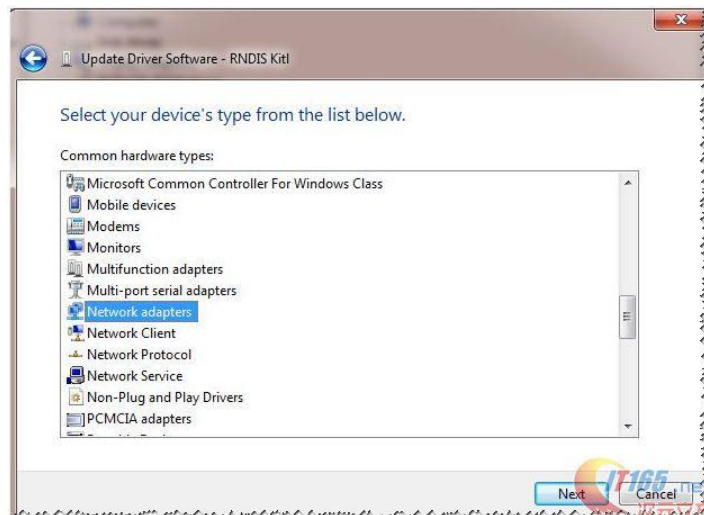 Update Driver Software - RNDIS Kitl
Select your device's type from the list below.
Common hardware types:
Microsoft Common Controller For Windows Class
Mobile devices
Modems
Monitors
Multifunction adapters
Multi-port serial adapters
Network adapters
Network Client
Network Protocol
Network Service
Non-Plug and Play Drivers
PCMCIA adapters
Next
Cancel
IT165.net